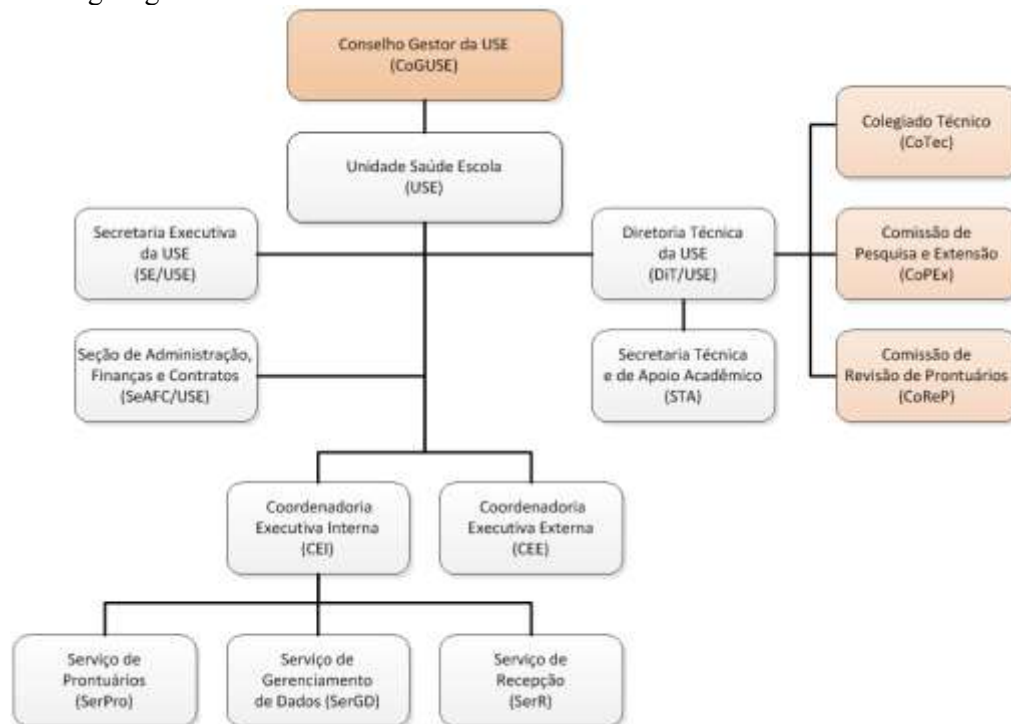 Conselho Gestor da USE
(CoGUSE)
Unidade Saúde Escola
(USE)
Colegiado Técnico
(CoTec)
Secretaria Executiva
da USE
(SE/USE)
Diretoria Técnica
da USE
(DiT/USE)
Comissão de
Pesquisa e Extensão
(CoPEx)
Seção de Administração,
Finanças e Contratos
(SeAFC/USE)
Secretaria Técnica
e de Apoio Acadêmico
(STA)
Comissão de
Revisão de Prontuários
(CoReP)
Coordenadoria
Executiva Interna
(CEI)
Coordenadoria
Executiva Externa
(CEE)
Serviço de
Prontuários
(SerPro)
Serviço de
Gerenciamento
de Dados (SerGD)
Serviço de
Recepção
(SerR)